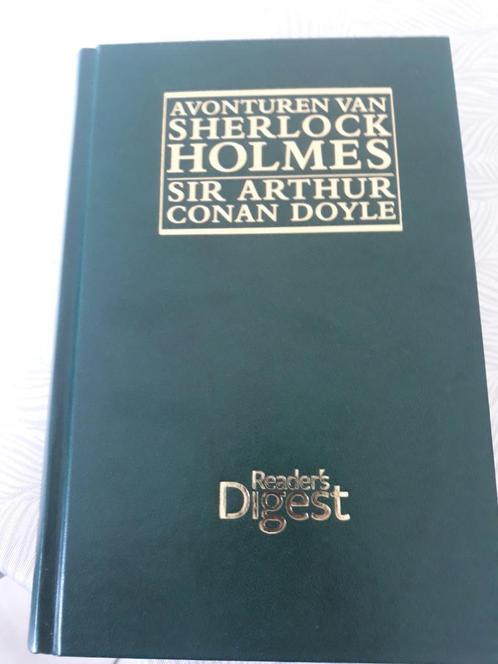 AVONTUREN VAN
SHERLOCK
HOLMES
SIR ARTHUR
CONAN DOYLE
Reader's
Digest